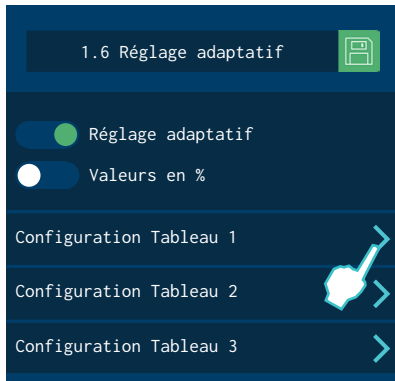 1.6 Réglage adaptatif
Réglage adaptatif
Valeurs en %
Configuration Tableau 1
Configuration Tableau 2
Configuration Tableau 3